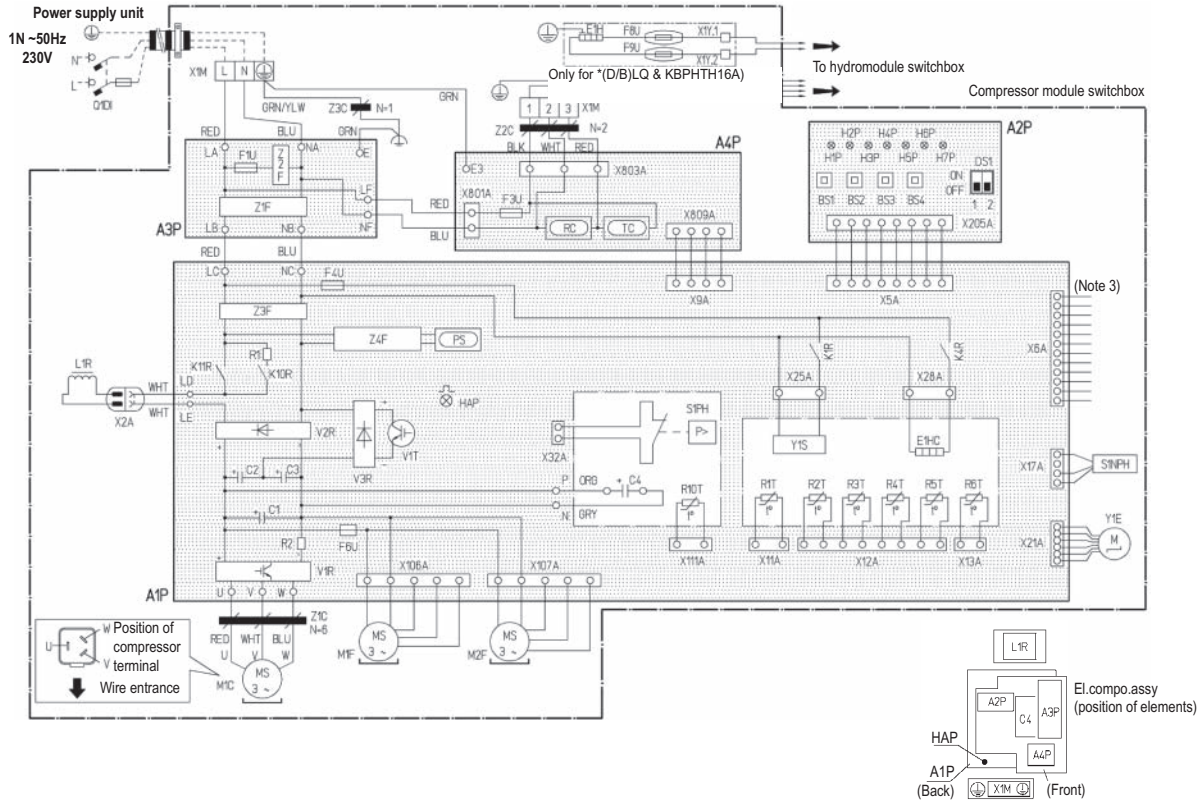 Power supply unit
1N ~50Hz
230V
N
L
Q1DI
X1M
L N
GRN/YLW
Z3C
N=1
GRN
GRN
E1H
F8U
X1Y.1
F9U
X1Y.2
Only for *(D/B)LQ & KBPHTH16A)
To hydromodule switchbox
Compressor module switchbox
1 2 3
X1M
Z2C
N=2
BLK WHT RED
A4P
E3
X803A
X801A
F3U
RC
TC
X809A
RED
BLU
A2P
H2P H4P H6P
H1P H3P H5P H7P
DS1
ON
OFF
1 2
BS1 BS2 BS3 BS4
X205A
RED
BLU
LA
NA
E
F1U
Z2F
LF
Z1F
NF
LB
NB
A3P
RED
BLU
LC
NC
F4U
X9A
X5A
(Note 3)
X6A
Z3F
Z4F
PS
R1
K11R
K10R
L1R
WHT
LD
WHT
LE
X2A
HAP
K1R
K4R
X25A
X28A
V2R
+
-
V3R
V1T
+
-
S1PH
P>
X32A
Y1S
E1HC
+ C2
+ C3
P
ORG
+ C4
N
GRY
R10T
t°
X111A
R1T
R2T
R3T
R4T
R5T
R6T
t° t° t° t° t° t°
X11A
X12A
X13A
X17A
S1NPH
X21A
Y1E
M
+ C1
R2
F6U
+
V1R
X106A
X107A
A1P
U V W
Z1C
N=6
RED WHT BLU
U V W
M1C
MS
3 ~
M1F
MS
3 ~
M2F
MS
3 ~
U
W
V
Position of
compressor
terminal
Wire entrance
L1R
A2P
C4
A3P
A4P
El.compo.assy
(position of elements)
HAP
A1P
(Back)
X1M
(Front)